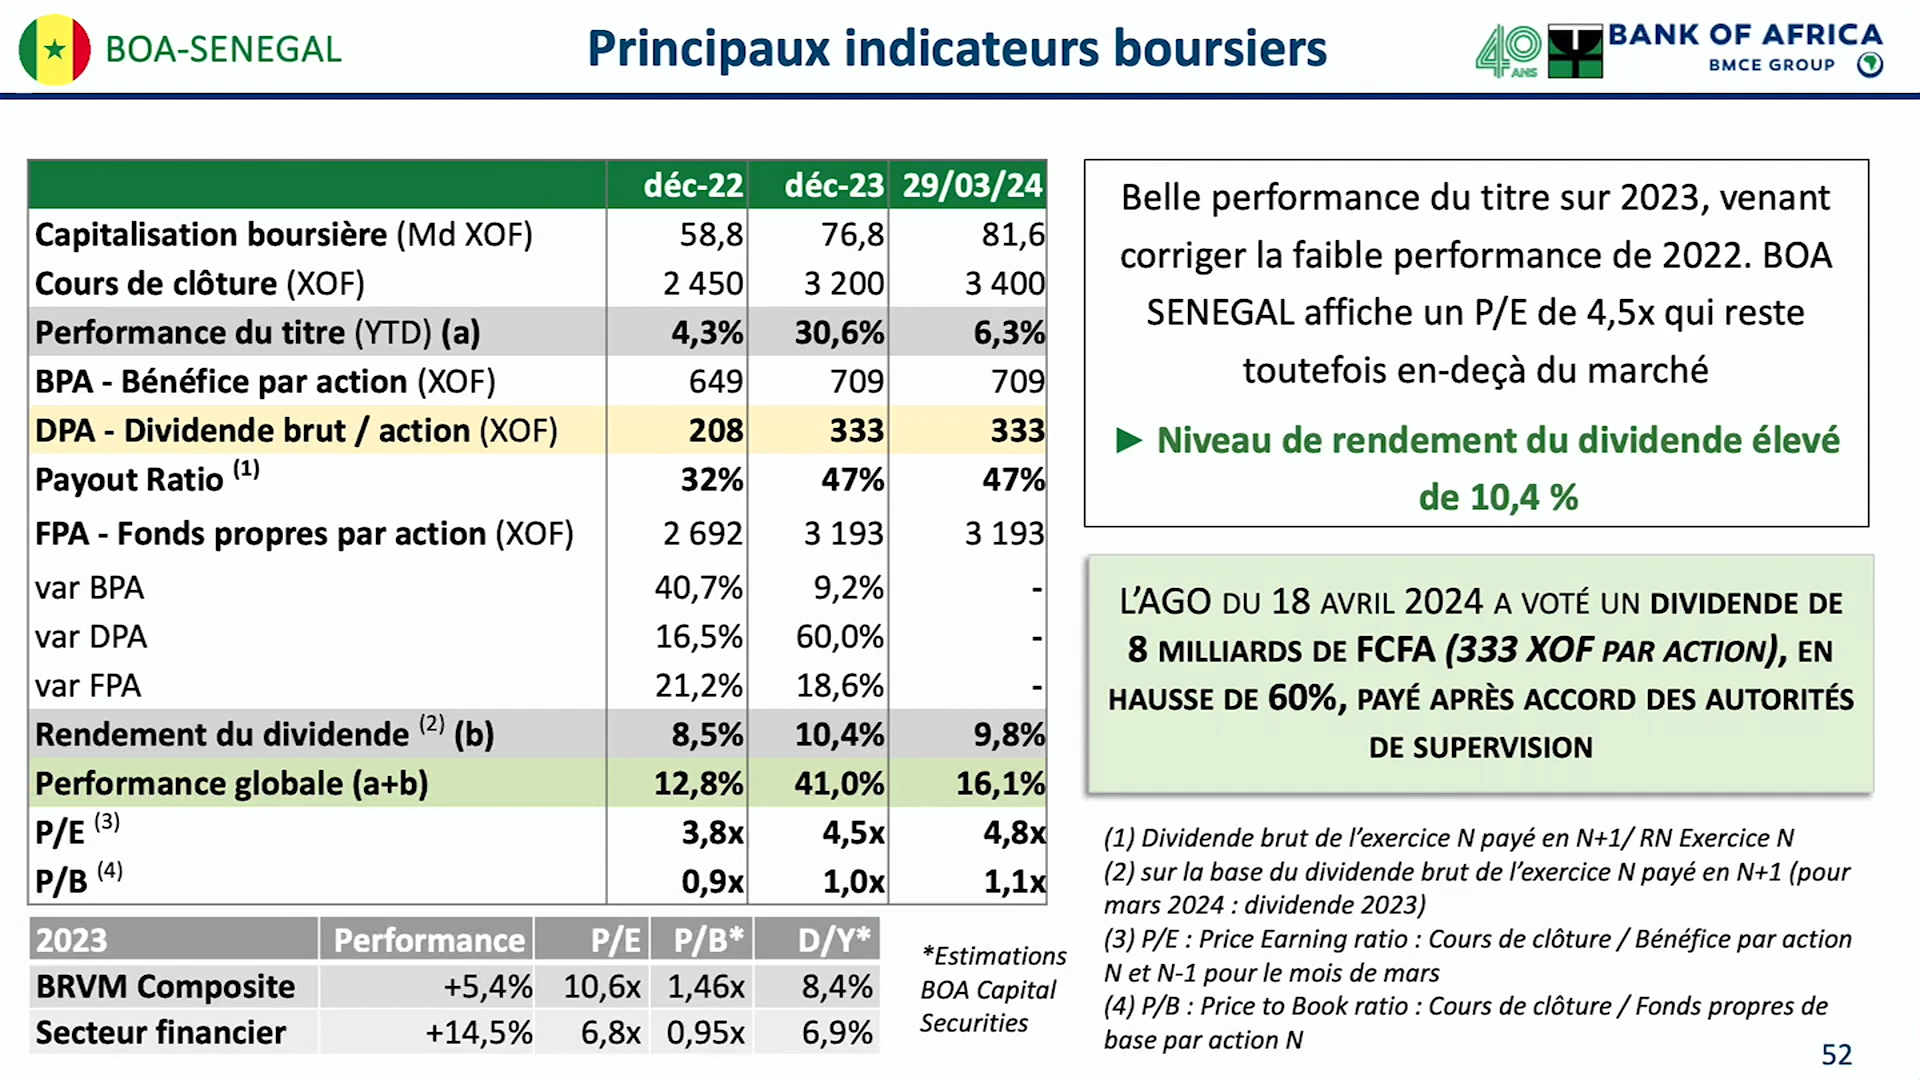 BOA-SENEGAL
Principaux indicateurs boursiers
40 ANS
BANK OF AFRICA
BMCE GROUP
déc-22 déc-23 29/03/24
Capitalisation boursière (Md XOF) 58,8 76,8 81,6
Cours de clôture (XOF) 2 450 3 200 3 400
Performance du titre (YTD) (a) 4,3% 30,6% 6,3%
BPA - Bénéfice par action (XOF) 649 709 709
DPA - Dividende brut / action (XOF) 208 333 333
Payout Ratio (1) 32% 47% 47%
FPA - Fonds propres par action (XOF) 2 692 3 193 3 193
var BPA 40,7% 9,2% -
var DPA 16,5% 60,0% -
var FPA 21,2% 18,6% -
Rendement du dividende (2) (b) 8,5% 10,4% 9,8%
Performance globale (a+b) 12,8% 41,0% 16,1%
P/E (3) 3,8x 4,5x 4,8x
P/B (4) 0,9x 1,0x 1,1x
2023 Performance P/E P/B* D/Y*
BRVM Composite +5,4% 10,6x 1,46x 8,4%
Secteur financier +14,5% 6,8x 0,95x 6,9%
*Estimations
BOA Capital
Securities
Belle performance du titre sur 2023, venant
corriger la faible performance de 2022. BOA
SENEGAL affiche un P/E de 4,5x qui reste
toutefois en-deçà du marché
► Niveau de rendement du dividende élevé
de 10,4 %
L'AGO DU 18 AVRIL 2024 A VOTÉ UN DIVIDENDE DE
8 MILLIARDS DE FCFA (333 XOF PAR ACTION), EN
HAUSSE DE 60%, PAYÉ APRÈS ACCORD DES AUTORITÉS
DE SUPERVISION
(1) Dividende brut de l'exercice N payé en N+1/ RN Exercice N
(2) sur la base du dividende brut de l'exercice N payé en N+1 (pour
mars 2024 : dividende 2023)
(3) P/E : Price Earning ratio : Cours de clôture / Bénéfice par action
N et N-1 pour le mois de mars
(4) P/B : Price to Book ratio : Cours de clôture / Fonds propres de
base par action N
52